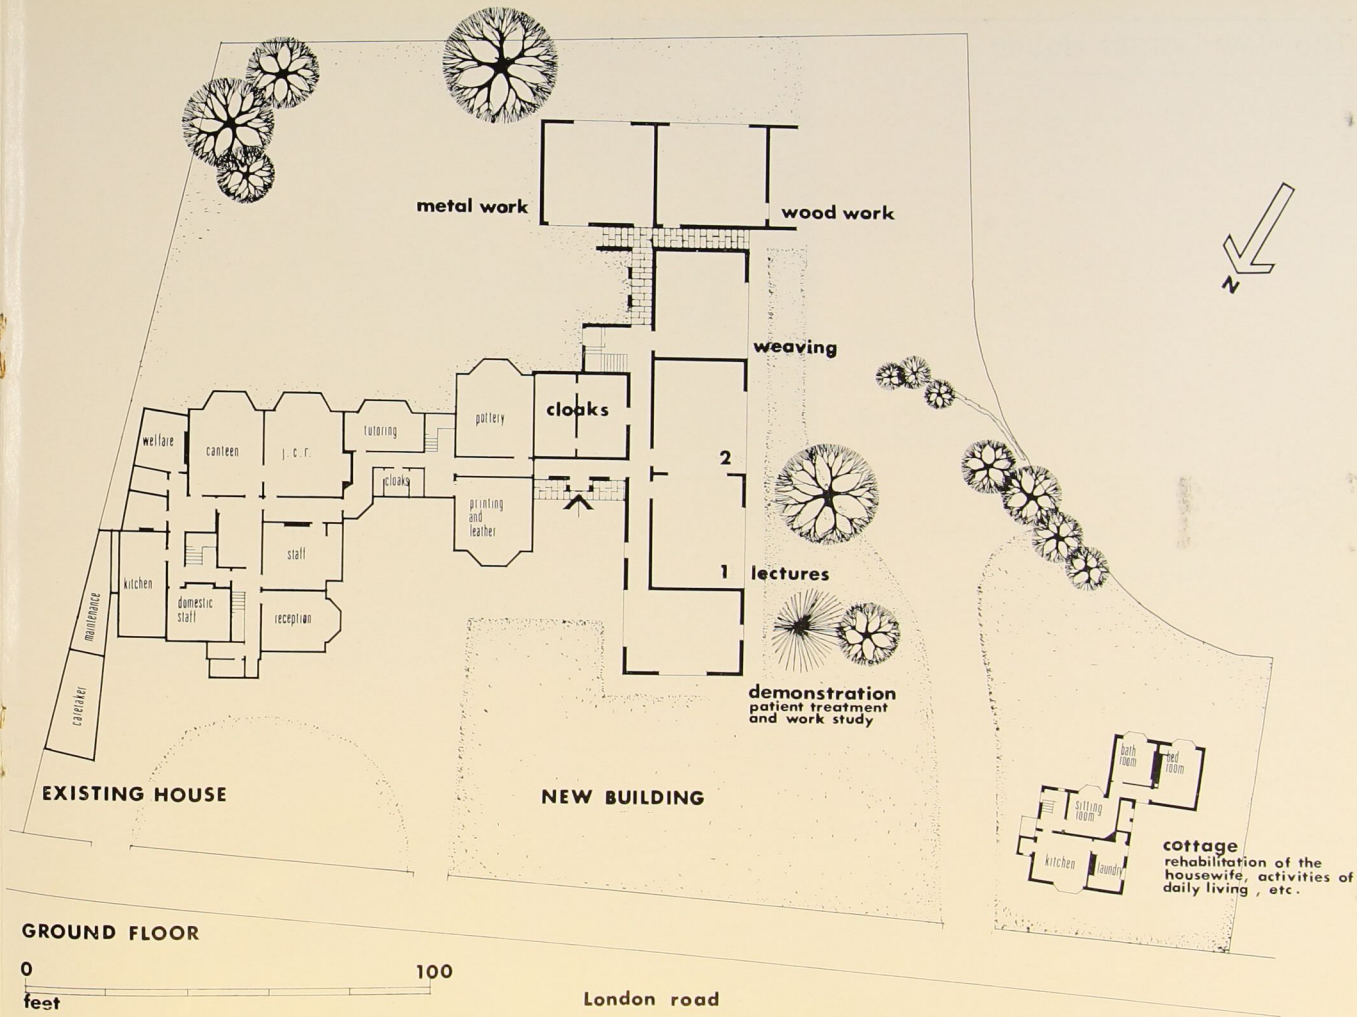 metal work
wood work
N
weaving
welfare
canteen
j.c.r.
tutoring
pottery
cloaks
cloaks
2
printing
and
leather
staff
1 lectures
kitchen
domestic
staff
reception
maintenance
caretaker
demonstration
patient treatment
and work study
bath
room
bed
room
sitting
room
kitchen
laundry
EXISTING HOUSE
NEW BUILDING
cottage
rehabilitation of the
housewife, activities of
daily living , etc.
GROUND FLOOR
0 100
feet
London road